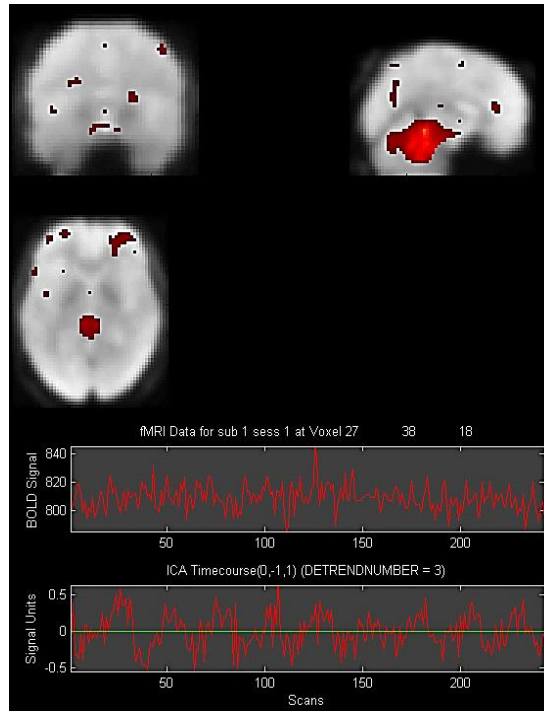 fMRI Data for sub 1 sess 1 at Voxel 27 38 18
BOLD Signal
840
820
800
50 100 150 200
ICA Timecourse(0,-1,1) (DETRENDNUMBER = 3)
Signal Units
0.5
0
-0.5
0 50 100 150 200
Scans